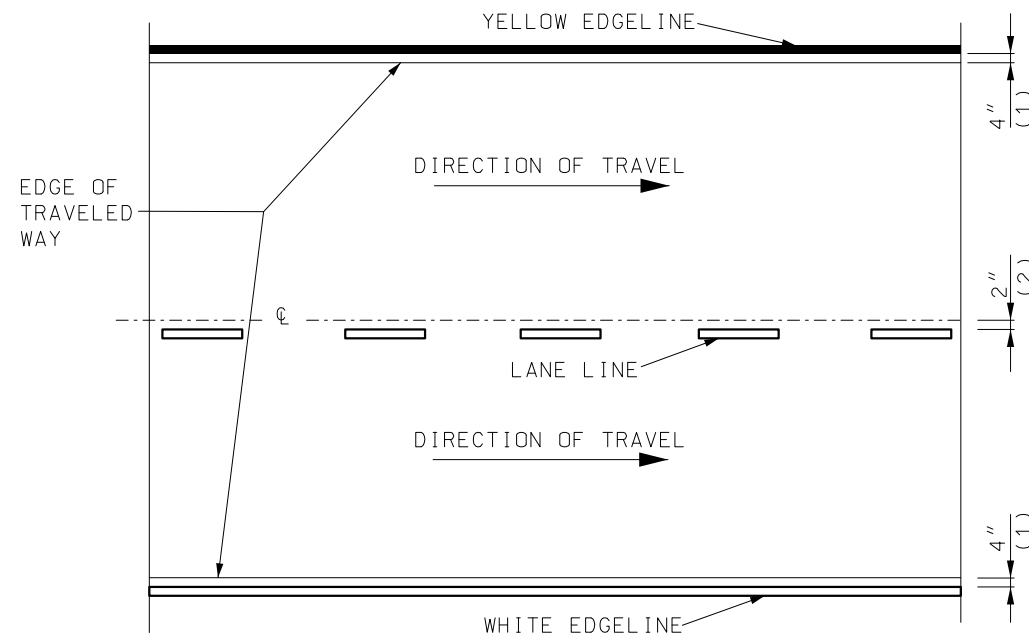 YELLOW EDGELINE
4"
(1)
DIRECTION OF TRAVEL
EDGE OF
TRAVELED
WAY
2"
(2)
℄
LANE LINE
DIRECTION OF TRAVEL
4"
(1)
WHITE EDGELINE